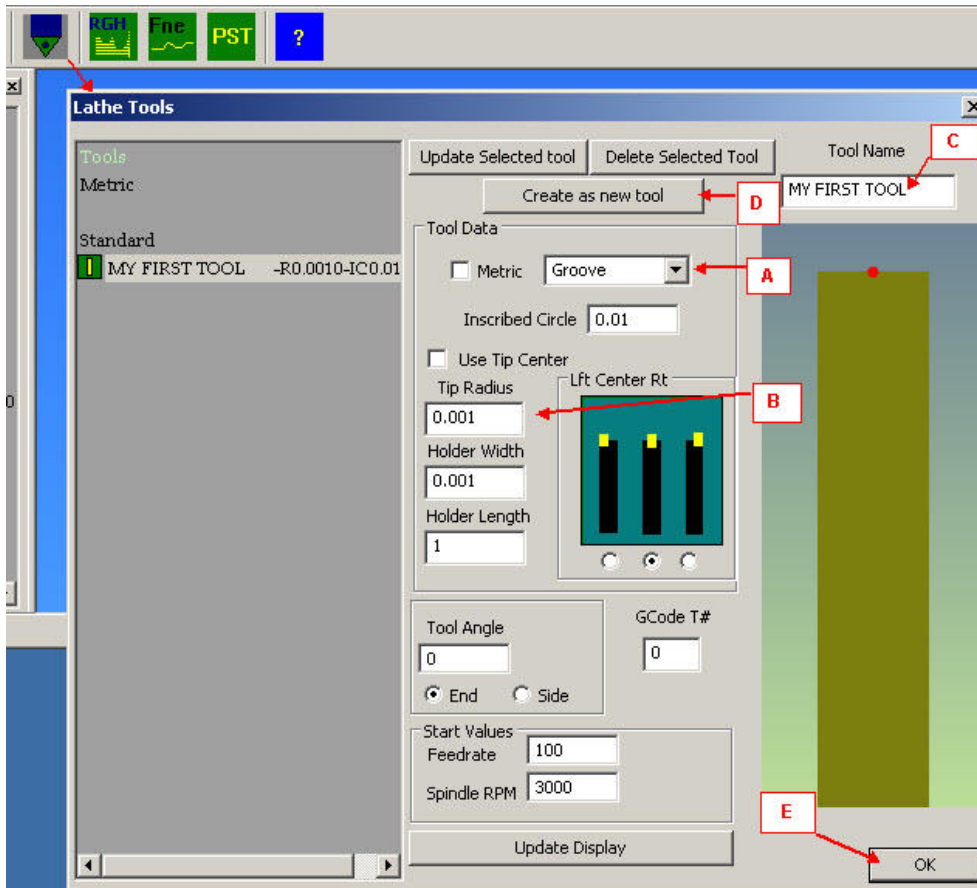 RGH
Fne
PST
?
Lathe Tools
Tools
Metric
Standard
MY FIRST TOOL -R0.0010-IC0.01
Update Selected tool
Delete Selected Tool
Create as new tool
D
Tool Name
C
MY FIRST TOOL
Tool Data
Metric
Groove
A
Inscribed Circle
0.01
Use Tip Center
Tip Radius
0.001
Lft Center Rt
B
Holder Width
0.001
Holder Length
1
0
Tool Angle
0
End
Side
GCode T#
0
Start Values
Feedrate
100
Spindle RPM
3000
Update Display
E
OK